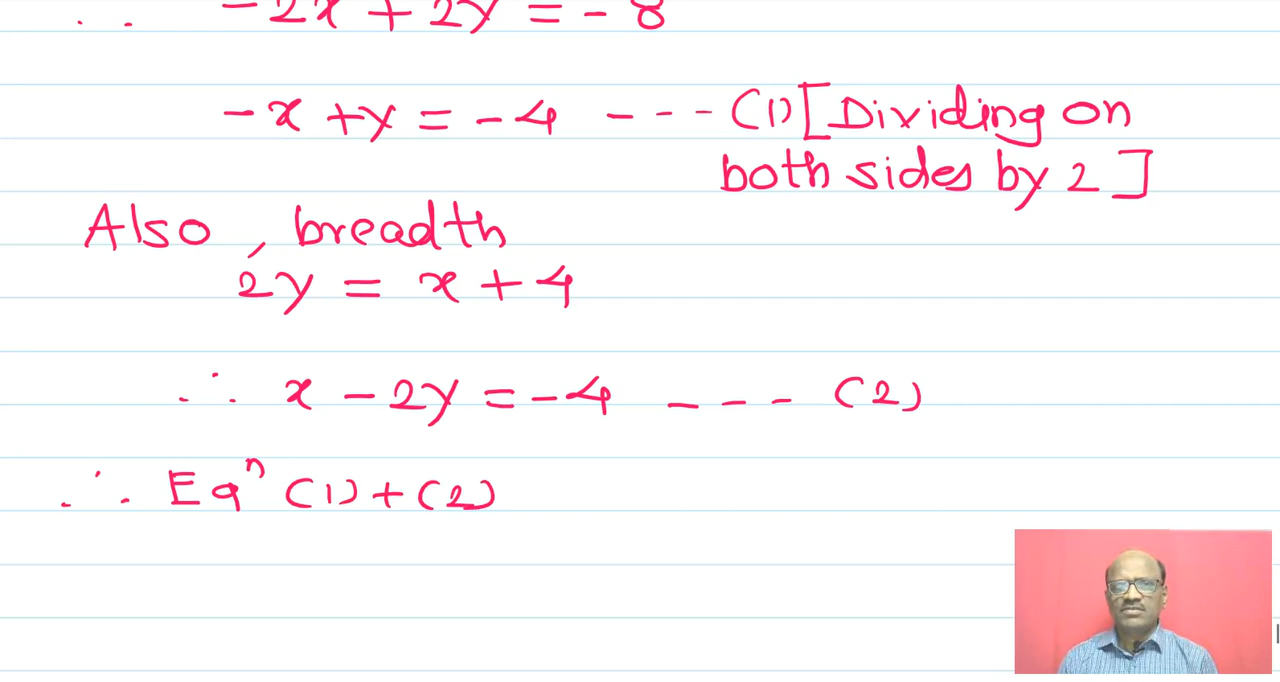 ∴ -2x + 2y = - 8
-x + y = -4 - - - (1) [Dividing on
both sides by 2 ]
Also , breadth
2y = x + 4
∴ x - 2y = -4 - - - (2)
∴ Eqⁿ (1) + (2)